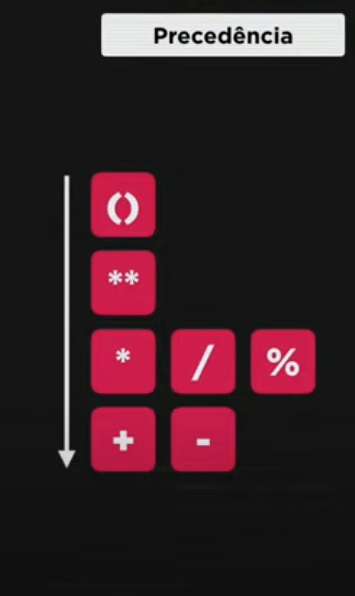 Precedência
()
**
* / %
+ -